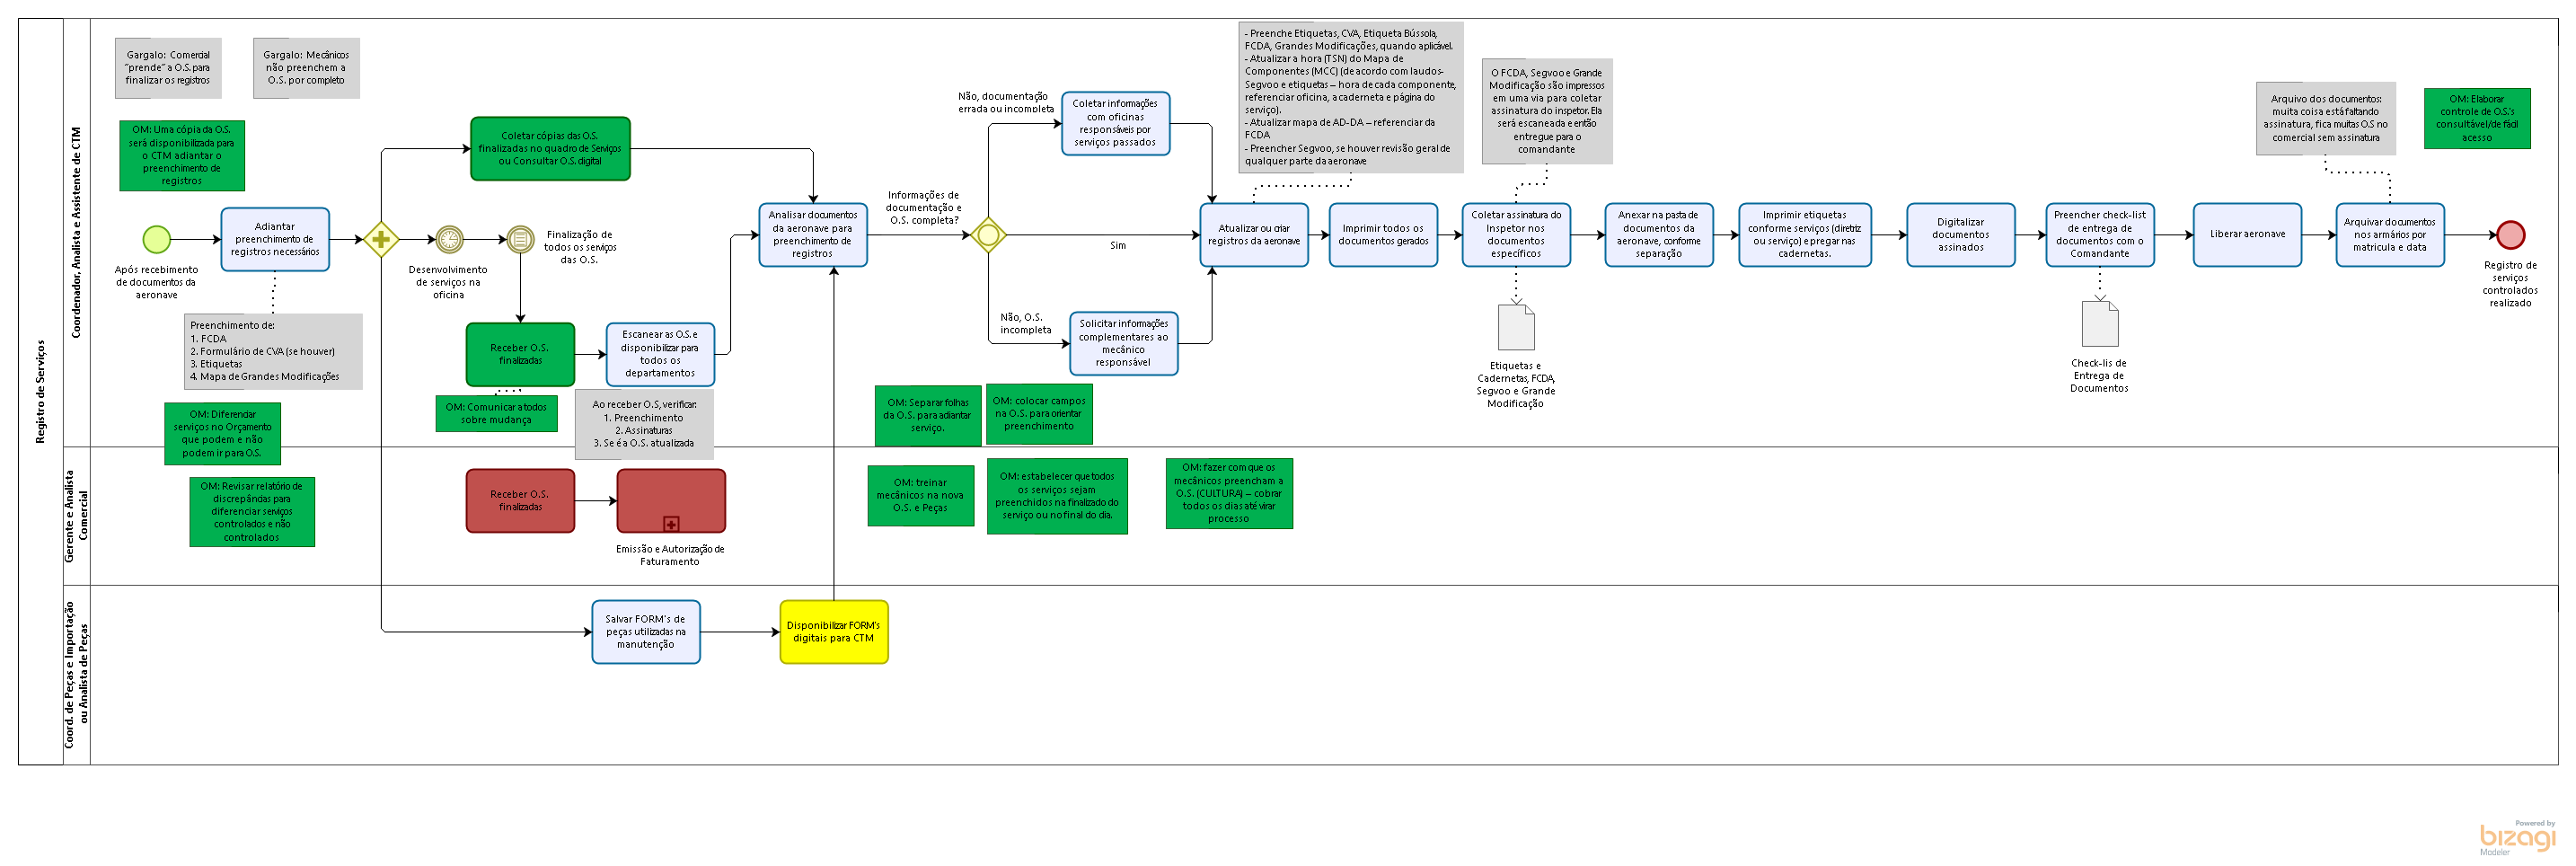 Registro de Serviços
Coordenador, Analista e Assistente de CTM
Gargalo: Comercial
“prende” a O.S. para
finalizar os registros
Gargalo: Mecânicos
não preenchem a
O.S. por completo
OM: Uma cópia da O.S.
será disponibilizada para
o CTM adiantar o
preenchimento de
registros
Após recebimento
de documentos da
aeronave
Adiantar
preenchimento de
registros necessários
Preenchimento de:
1. FCDA
2. Formulário de CVA (se houver)
3. Etiquetas
4. Mapa de Grandes Modificações
OM: Diferenciar
serviços no Orçamento
que podem e não
podem ir para O.S.
OM: Revisar relatório de
discrepâncias para
diferenciar serviços
controlados e não
controlados
Coletar cópias das O.S.
finalizadas no quadro de Serviços
ou Consultar O.S. digital
Desenvolvimento
de serviços na
oficina
Finalização de
todos os serviços
das O.S.
Receber O.S.
finalizadas
Escanear as O.S. e
disponibilizar para
todos os
departamentos
OM: Comunicar a todos
sobre mudança
Ao receber O.S, verificar:
1. Preenchimento
2. Assinaturas
3. Se é a O.S. atualizada
Analisar documentos
da aeronave para
preenchimento de
registros
Informações de
documentação e
O.S. completa?
Não, documentação
errada ou incompleta
Coletar informações
com oficinas
responsáveis por
serviços passados
Sim
Não, O.S.
incompleta
Solicitar informações
complementares ao
mecânico
responsável
OM: Separar folhas
da O.S. para adiantar
serviço.
OM: colocar campos
na O.S. para orientar
preenchimento
- Preenche Etiquetas, CVA, Etiqueta Bússola,
FCDA, Grandes Modificações, quando aplicável.
- Atualizar a hora (TSN) do Mapa de
Componentes (MCC) (de acordo com laudos-
Segvoo e etiquetas – hora de cada componente,
referenciar oficina, a caderneta e página do
serviço).
- Atualizar mapa de AD-DA – referenciar da
FCDA
- Preencher Segvoo, se houver revisão geral de
qualquer parte da aeronave
Atualizar ou criar
registros da aeronave
Imprimir todos os
documentos gerados
O FCDA, Segvoo e Grande
Modificação são impressos
em uma via para coletar
assinatura do inspetor. Ela
será escaneada e então
entregue para o
comandante
Coletar assinatura do
Inspetor nos
documentos
específicos
Etiquetas e
Cadernetas, FCDA,
Segvoo e Grande
Modificação
Anexar na pasta de
documentos da
aeronave, conforme
separação
Imprimir etiquetas
conforme serviços (diretriz
ou serviço) e pregar nas
cadernetas.
Digitalizar
documentos
assinados
Preencher check-list
de entrega de
documentos com o
Comandante
Check-lis de
Entrega de
Documentos
Liberar aeronave
Arquivo dos documentos:
muita coisa está faltando
assinatura, fica muitas O.S no
comercial sem assinatura
Arquivar documentos
nos armários por
matricula e data
OM: Elaborar
controle de O.S.'s
consultável/de fácil
acesso
Registro de
serviços
controlados
realizado
Gerente e Analista
Comercial
Receber O.S.
finalizadas
Emissão e Autorização de
Faturamento
OM: treinar
mecânicos na nova
O.S. e Peças
OM: estabelecer que todos
os serviços sejam
preenchidos na finalizado do
serviço ou no final do dia.
OM: fazer com que os
mecânicos preencham a
O.S. (CULTURA) – cobrar
todos os dias até virar
processo
Coord. de Peças e Importação
ou Analista de Peças
Salvar FORM's de
peças utilizadas na
manutenção
Disponibilizar FORM's
digitais para CTM
Powered by
bizagi
Modeler